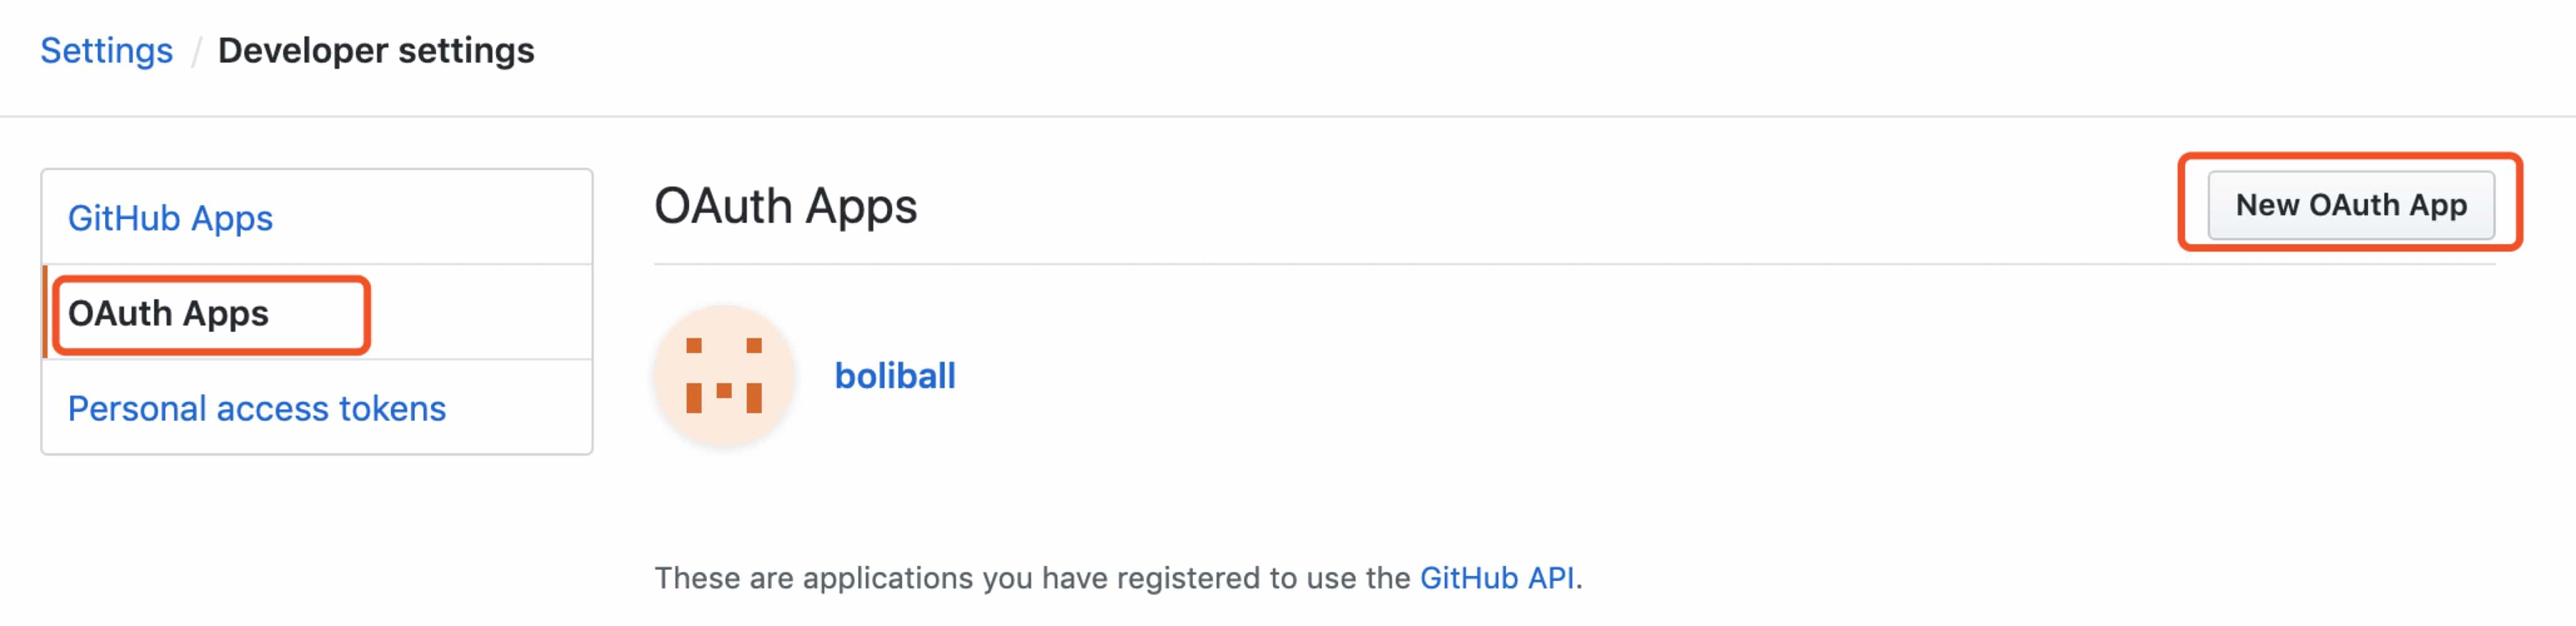 Settings / Developer settings
GitHub Apps
OAuth Apps
Personal access tokens
OAuth Apps
New OAuth App
boliball
These are applications you have registered to use the GitHub API.